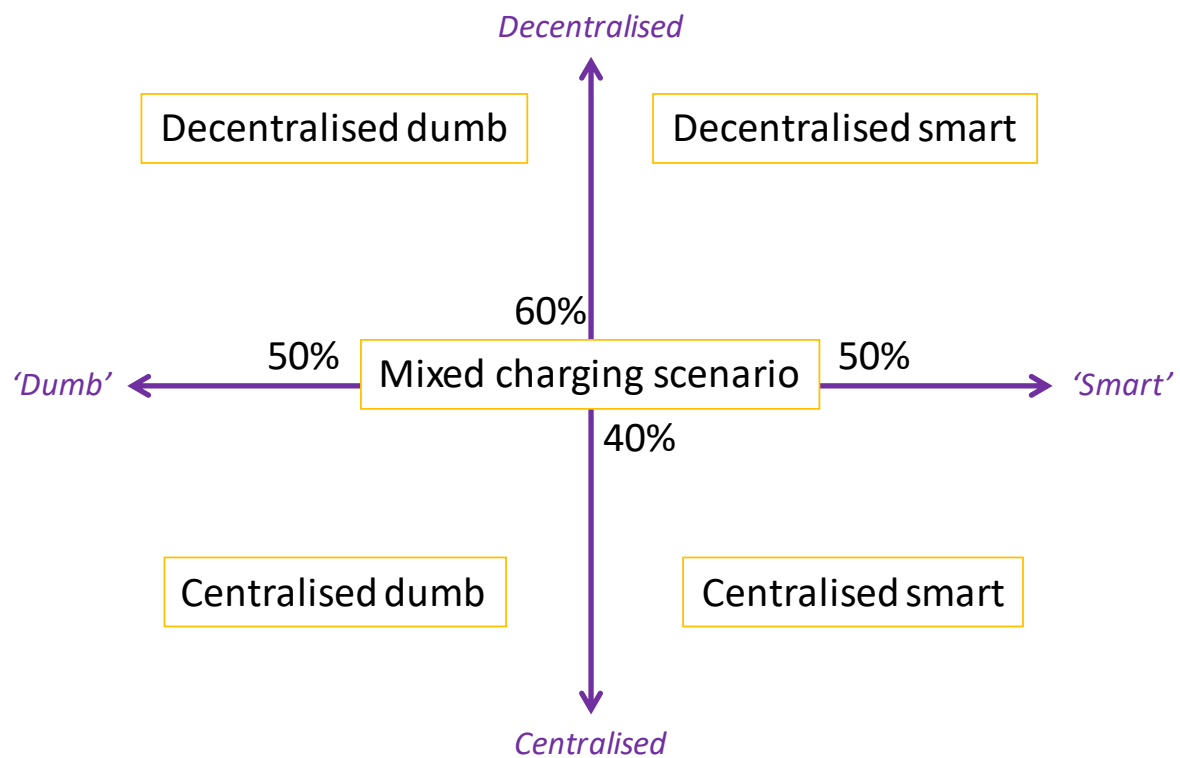 Decentralised
Decentralised dumb
Decentralised smart
60%
50%
50%
‘Dumb’
Mixed charging scenario
‘Smart’
40%
Centralised dumb
Centralised smart
Centralised